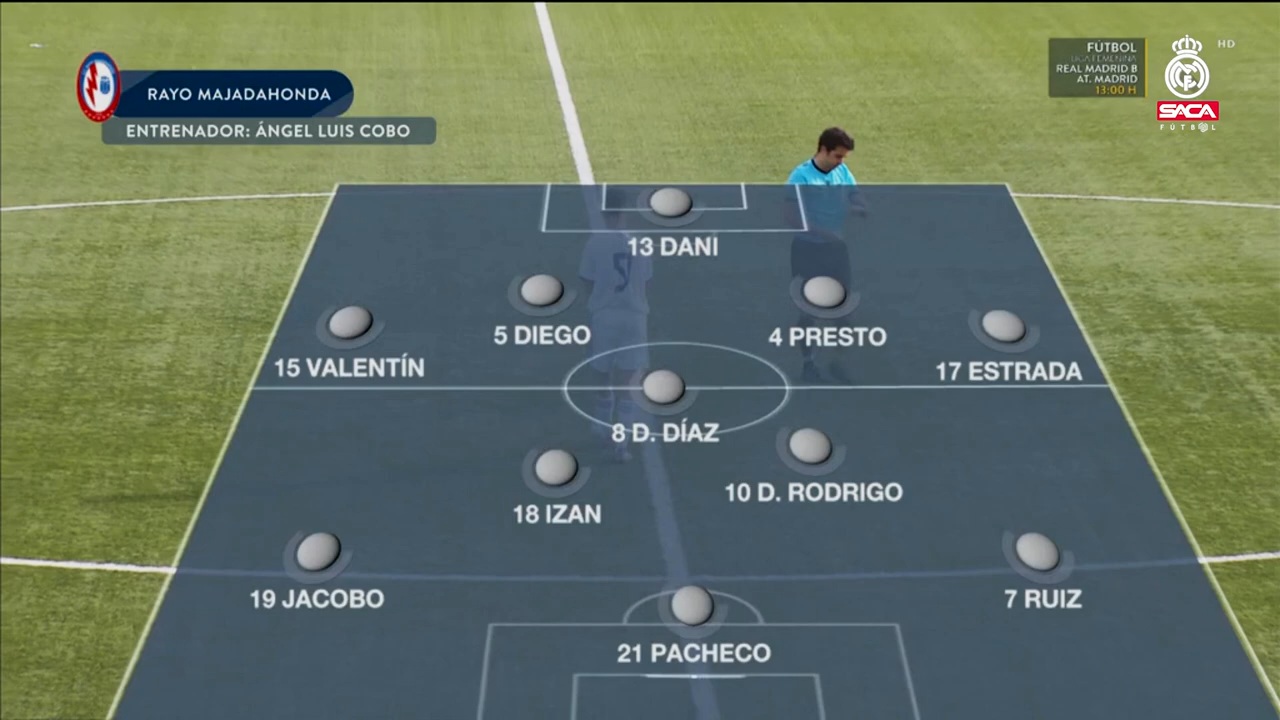 RAYO MAJADAHONDA
ENTRENADOR: ÁNGEL LUIS COBO
FÚTBOL
LIGA FEMENINA
REAL MADRID B
AT. MADRID
13:00 H
HD
SACA
FÚTBOL
13 DANI
5 DIEGO
4 PRESTO
15 VALENTÍN
17 ESTRADA
8 D. DÍAZ
18 IZAN
10 D. RODRIGO
19 JACOBO
7 RUIZ
21 PACHECO